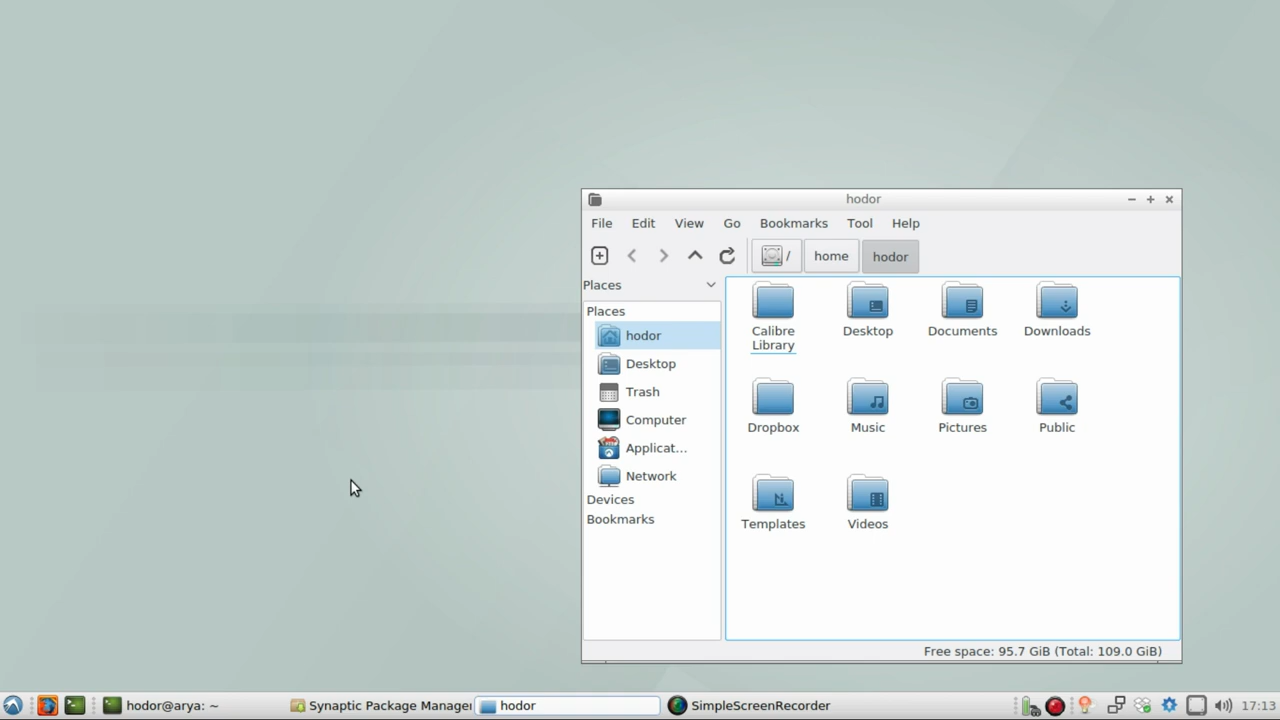 hodor
File Edit View Go Bookmarks Tool Help
/ home hodor
Places
Places
hodor
Desktop
Trash
Computer
Applicat...
Network
Devices
Bookmarks
Calibre
Library
Desktop
Documents
Downloads
Dropbox
Music
Pictures
Public
Templates
Videos
Free space: 95.7 GiB (Total: 109.0 GiB)
hodor@arya: ~
Synaptic Package Manager
hodor
SimpleScreenRecorder
17:13